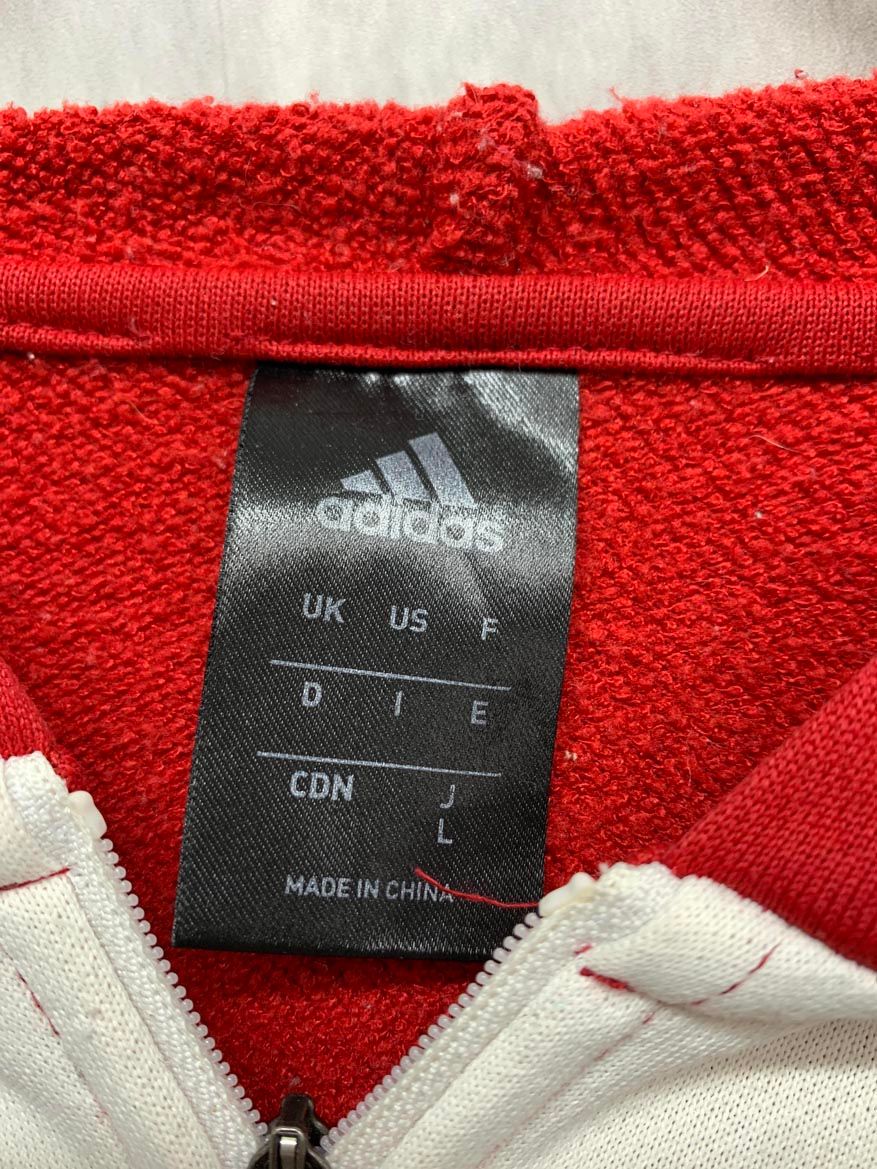 adidas
UK US F
D I E
CDN J
L
MADE IN CHINA